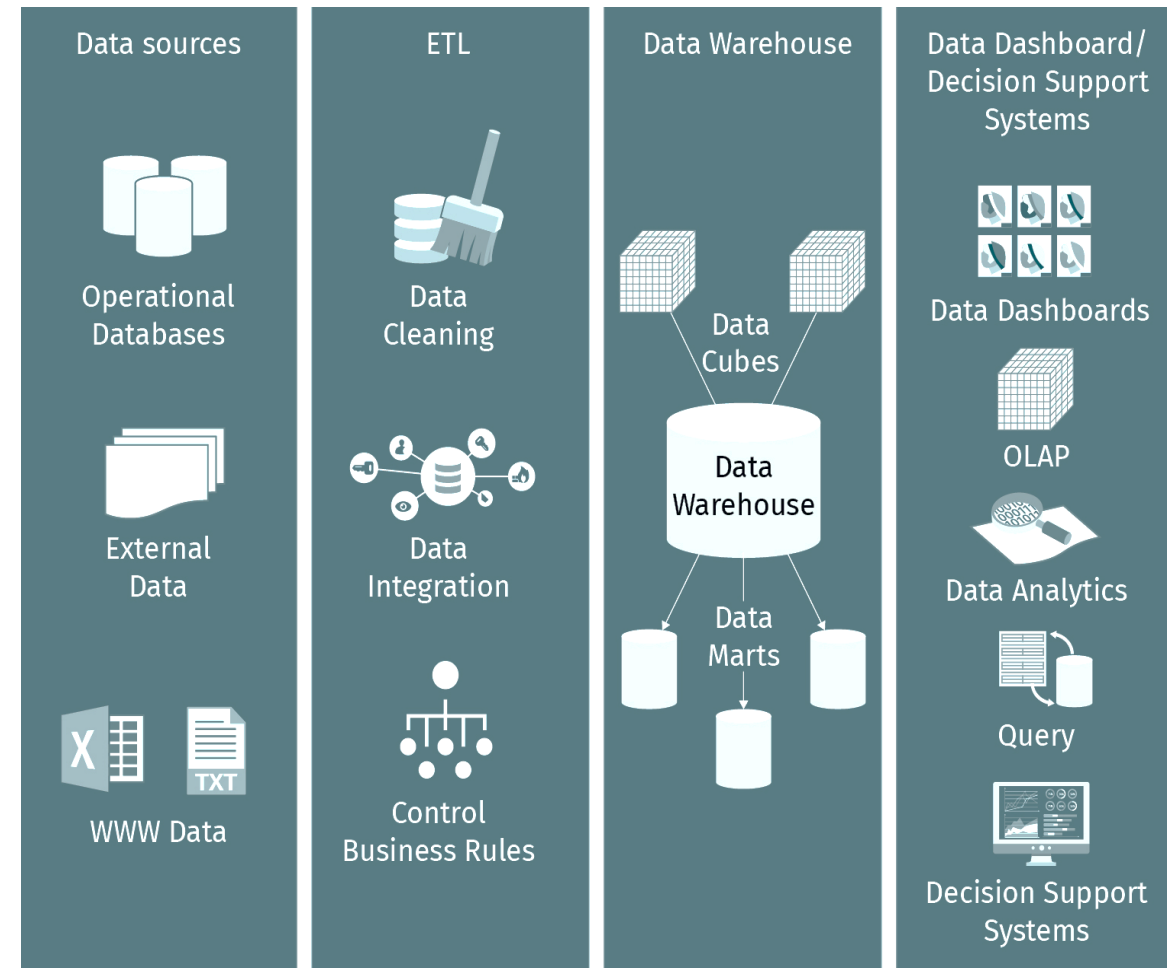 Data sources
Operational
Databases
External
Data
X
TXT
WWW Data
ETL
Data
Cleaning
Data
Integration
Control
Business Rules
Data Warehouse
Data
Cubes
Data
Warehouse
Data
Marts
Data Dashboard/
Decision Support
Systems
Data Dashboards
OLAP
Data Analytics
Query
Decision Support
Systems